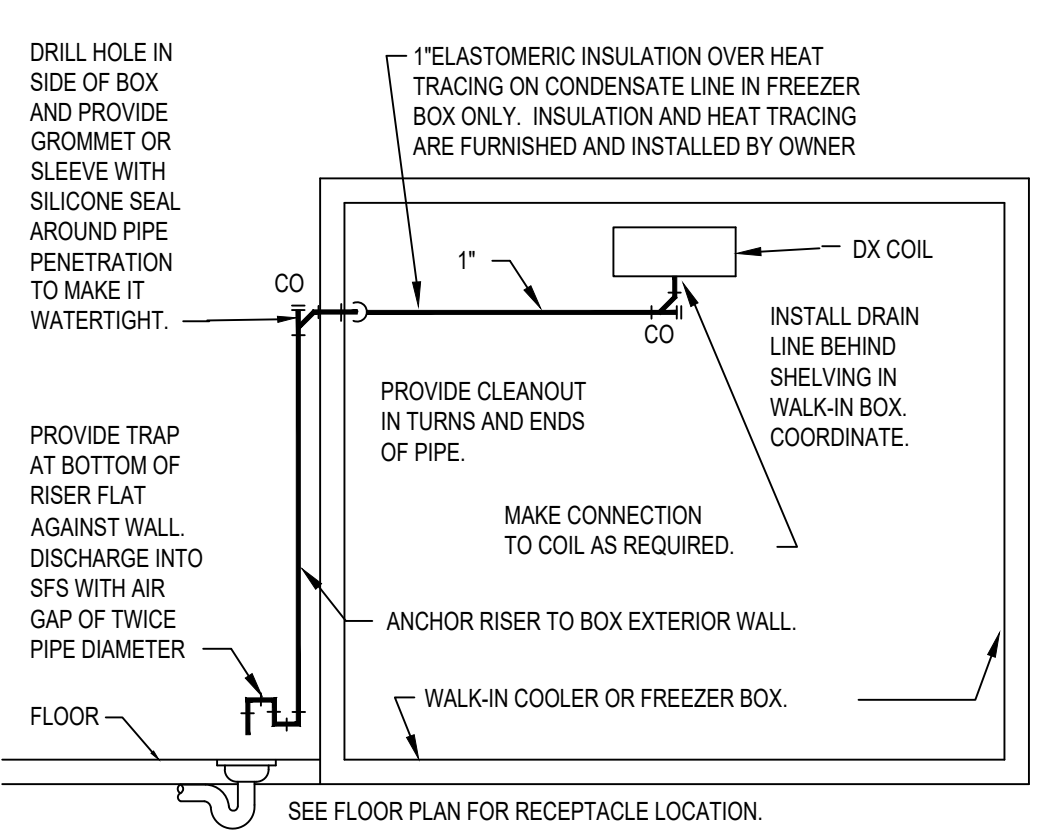 DRILL HOLE IN
SIDE OF BOX
AND PROVIDE
GROMMET OR
SLEEVE WITH
SILICONE SEAL
AROUND PIPE
PENETRATION
TO MAKE IT
WATERTIGHT.
1"ELASTOMERIC INSULATION OVER HEAT
TRACING ON CONDENSATE LINE IN FREEZER
BOX ONLY. INSULATION AND HEAT TRACING
ARE FURNISHED AND INSTALLED BY OWNER
CO
1"
DX COIL
CO
INSTALL DRAIN
LINE BEHIND
SHELVING IN
WALK-IN BOX.
COORDINATE.
PROVIDE CLEANOUT
IN TURNS AND ENDS
OF PIPE.
PROVIDE TRAP
AT BOTTOM OF
RISER FLAT
AGAINST WALL.
DISCHARGE INTO
SFS WITH AIR
GAP OF TWICE
PIPE DIAMETER
MAKE CONNECTION
TO COIL AS REQUIRED.
ANCHOR RISER TO BOX EXTERIOR WALL.
WALK-IN COOLER OR FREEZER BOX.
FLOOR
SEE FLOOR PLAN FOR RECEPTACLE LOCATION.